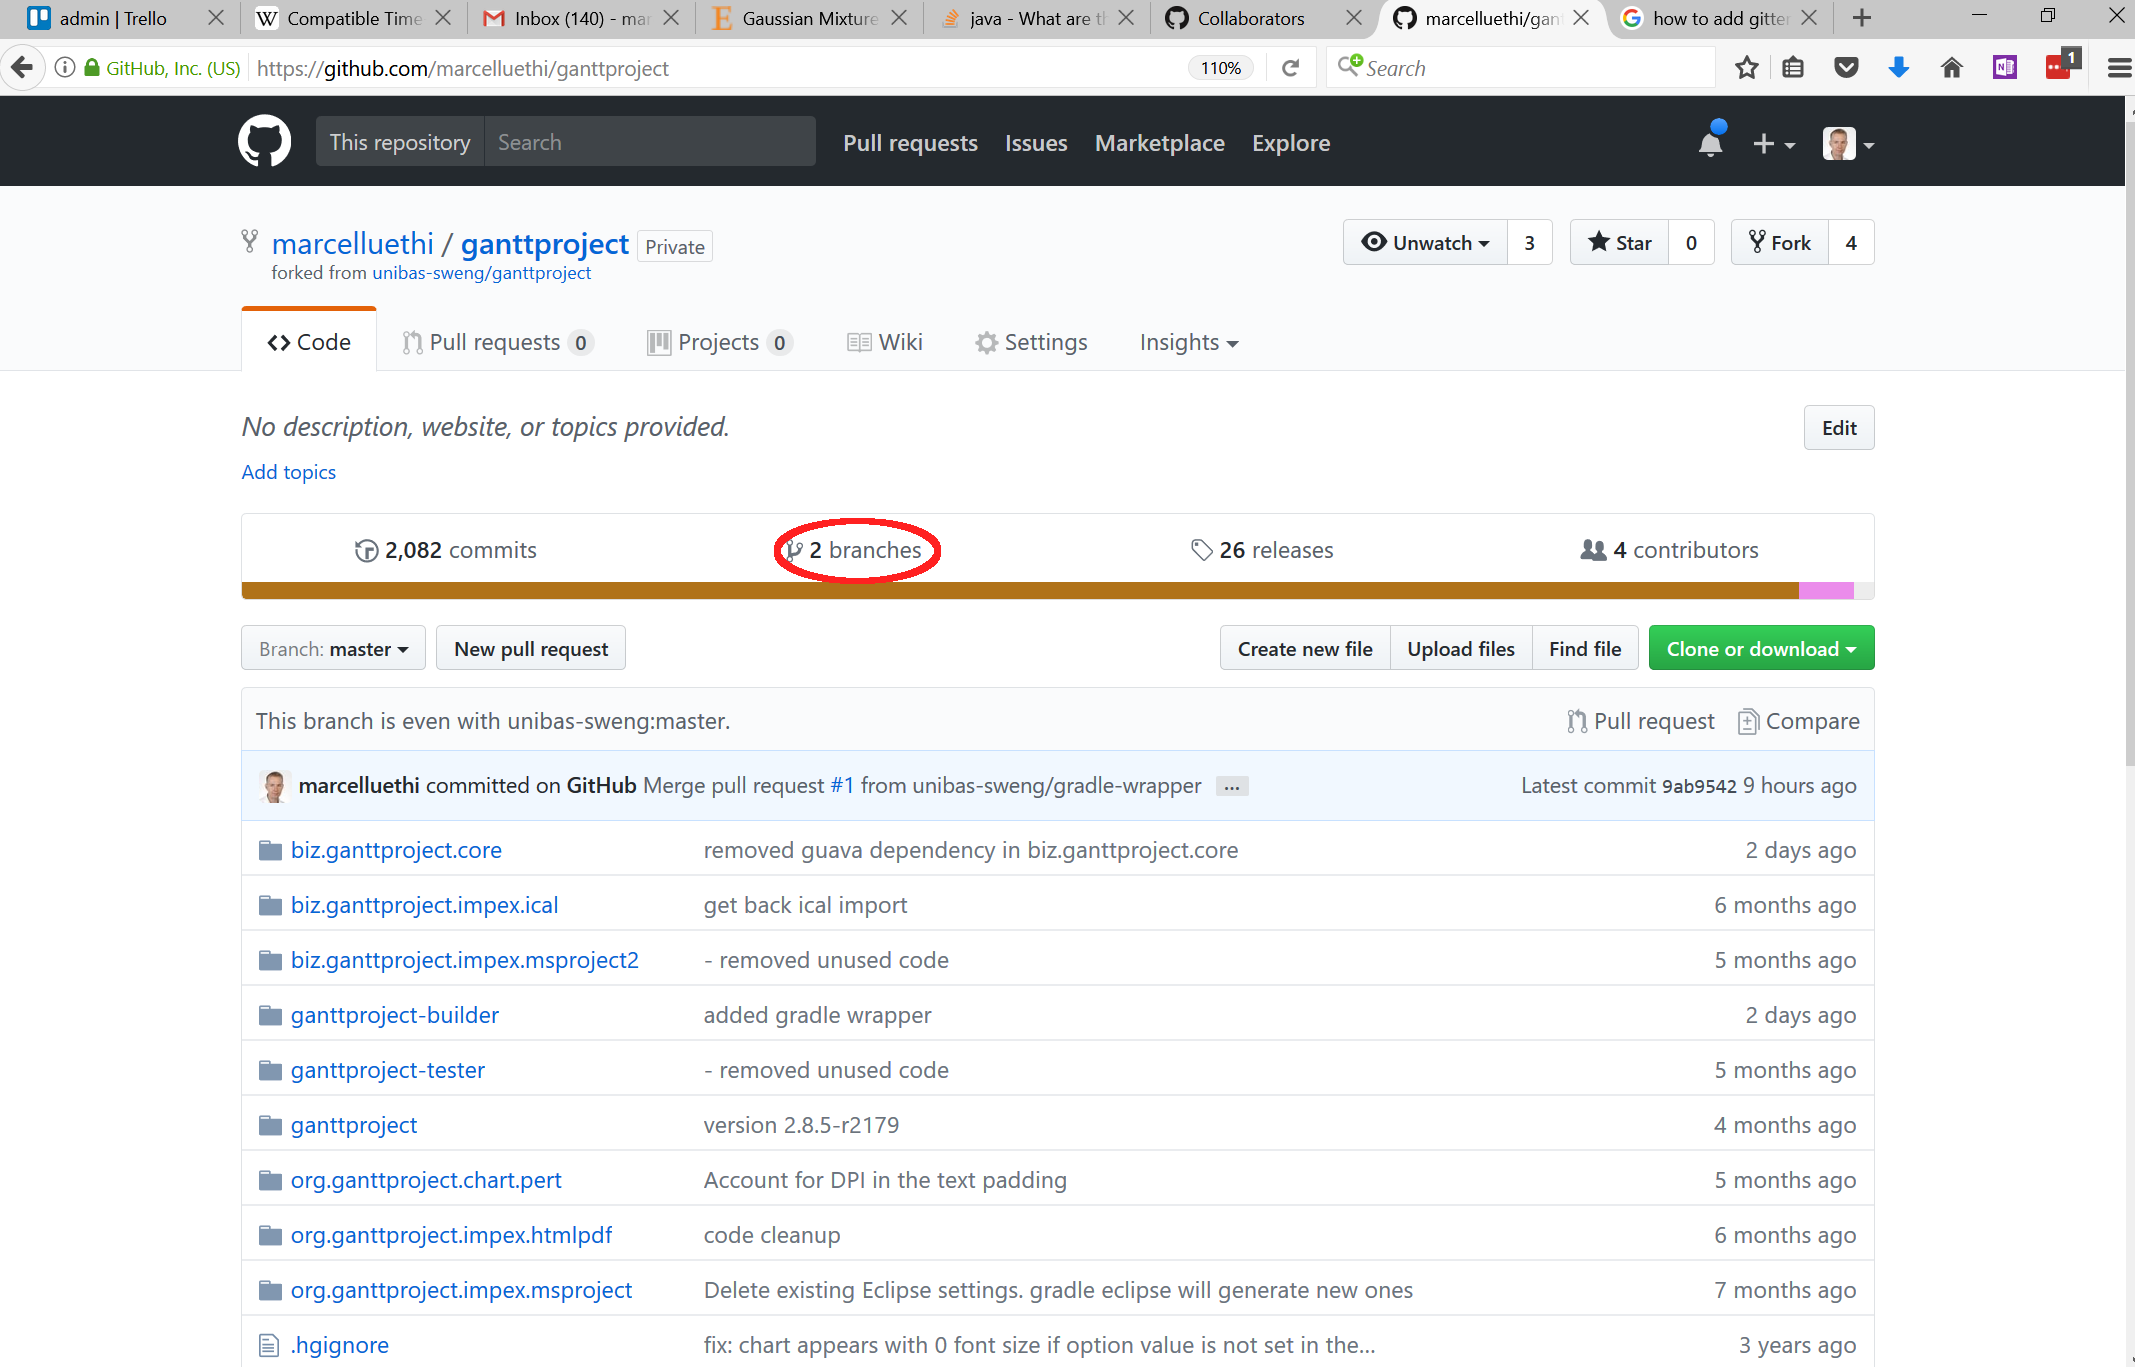 admin | Trello
Compatible Time
Inbox (140) - mar
Gaussian Mixture
java - What are th
Collaborators
marcelluethi/gant
how to add gitter
GitHub, Inc. (US)
https://github.com/marcelluethi/ganttproject
110%
Search
1
This repository
Search
Pull requests
Issues
Marketplace
Explore
marcelluethi / ganttproject
Private
Unwatch
3
Star
0
Fork
4
forked from unibas-sweng/ganttproject
Code
Pull requests 0
Projects 0
Wiki
Settings
Insights
No description, website, or topics provided.
Edit
Add topics
2,082 commits
2 branches
26 releases
4 contributors
Branch: master
New pull request
Create new file
Upload files
Find file
Clone or download
This branch is even with unibas-sweng:master.
Pull request
Compare
marcelluethi committed on GitHub Merge pull request #1 from unibas-sweng/gradle-wrapper ...
Latest commit 9ab9542 9 hours ago
biz.ganttproject.core
removed guava dependency in biz.ganttproject.core
2 days ago
biz.ganttproject.impex.ical
get back ical import
6 months ago
biz.ganttproject.impex.msproject2
- removed unused code
5 months ago
ganttproject-builder
added gradle wrapper
2 days ago
ganttproject-tester
- removed unused code
5 months ago
ganttproject
version 2.8.5-r2179
4 months ago
org.ganttproject.chart.pert
Account for DPI in the text padding
5 months ago
org.ganttproject.impex.htmlpdf
code cleanup
6 months ago
org.ganttproject.impex.msproject
Delete existing Eclipse settings. gradle eclipse will generate new ones
7 months ago
.hgignore
fix: chart appears with 0 font size if option value is not set in the...
3 years ago